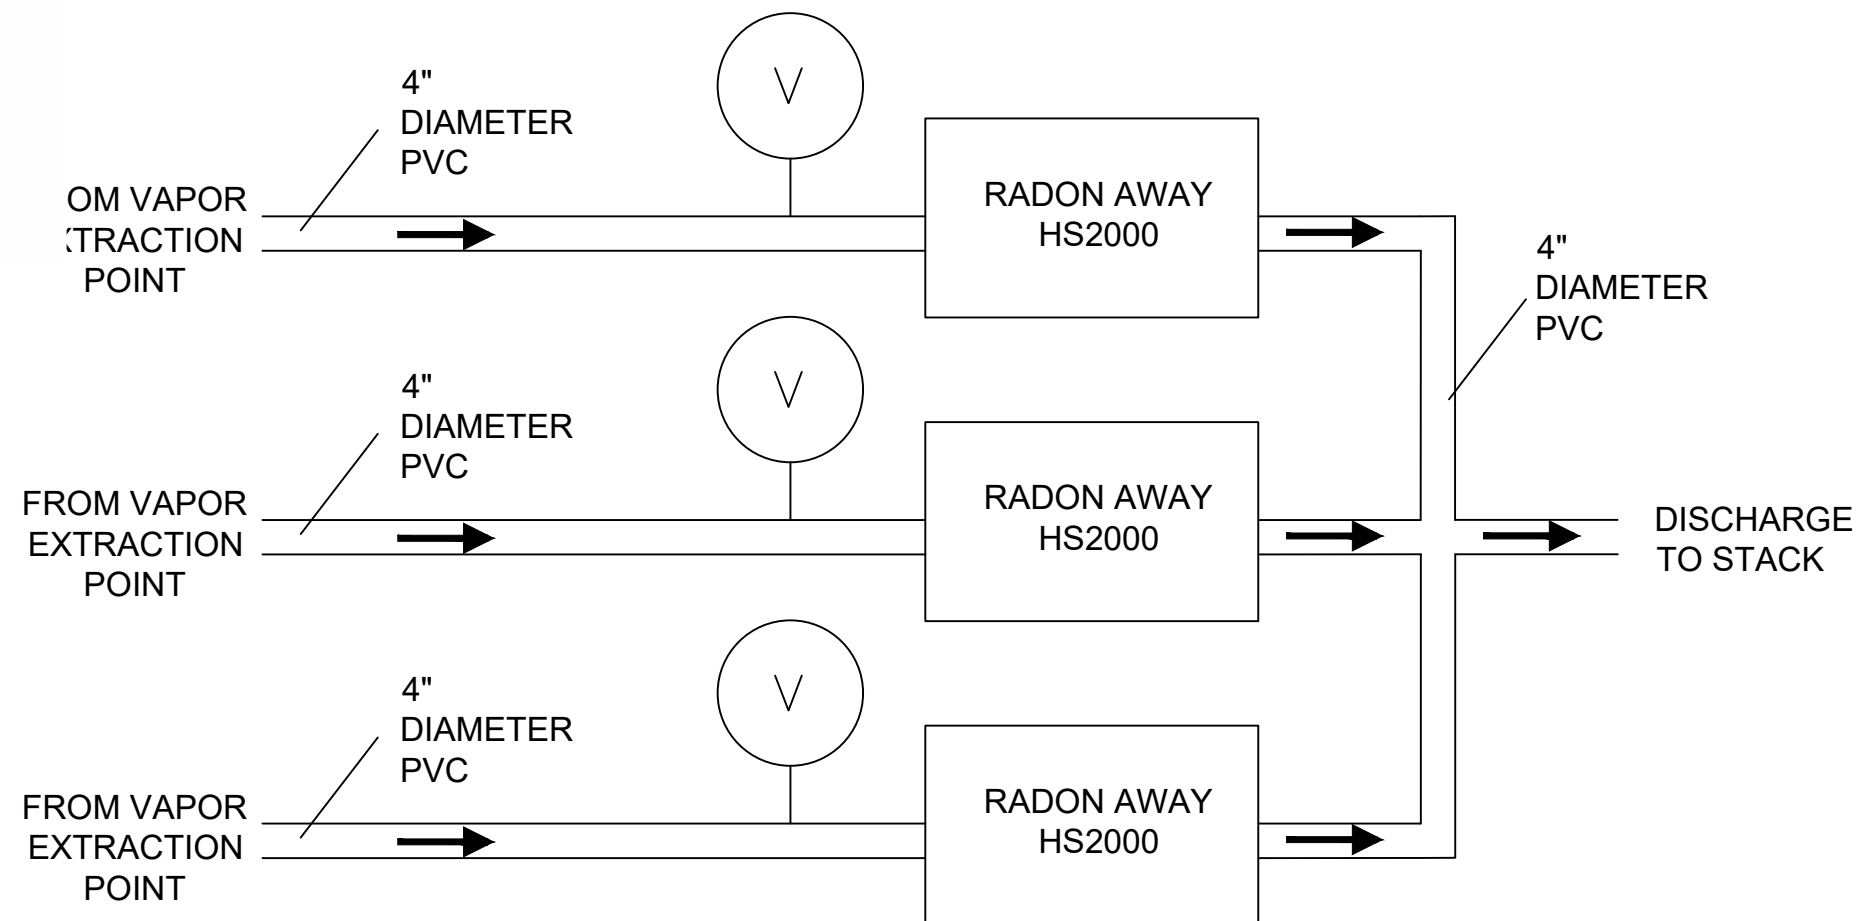 4"
DIAMETER
PVC
V
OM VAPOR
XTRACTION
POINT
RADON AWAY
HS2000
4"
DIAMETER
PVC
4"
DIAMETER
PVC
V
FROM VAPOR
EXTRACTION
POINT
RADON AWAY
HS2000
DISCHARGE
TO STACK
4"
DIAMETER
PVC
V
FROM VAPOR
EXTRACTION
POINT
RADON AWAY
HS2000